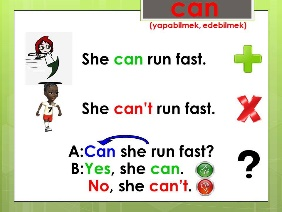 can
(yapabilmek, edebilmek)
She can run fast.
She can't run fast.
A:Can she run fast?
B:Yes, she can.
No, she can't.
?